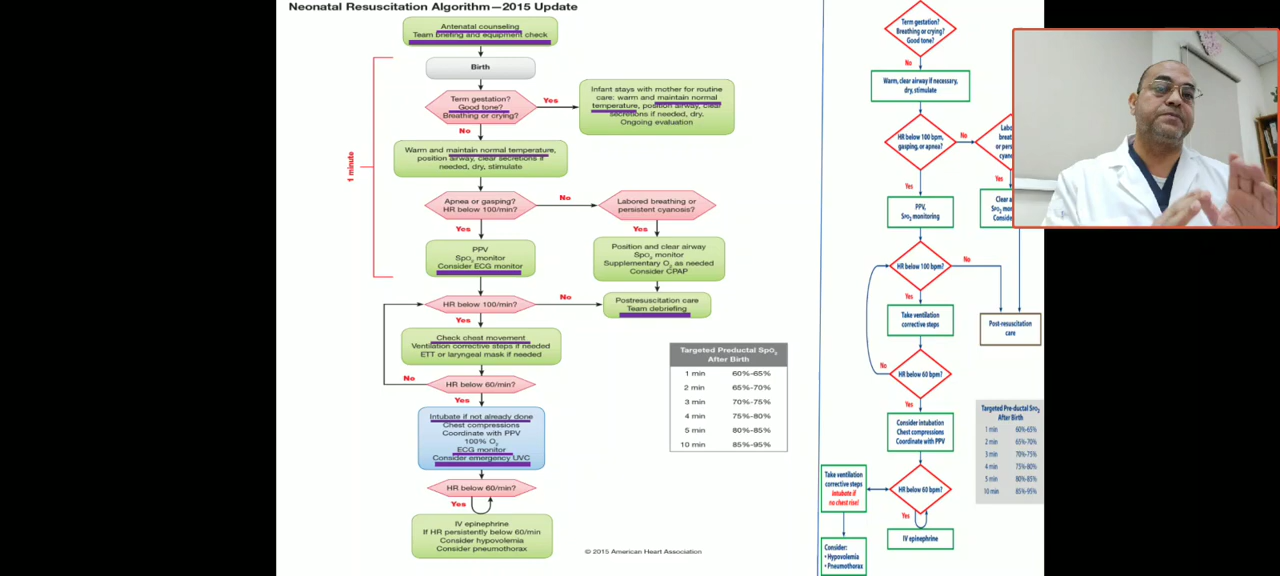 Neonatal Resuscitation Algorithm—2015 Update
Antenatal counseling
Team briefing and equipment check
Birth
Term gestation?
Good tone?
Breathing or crying?
Yes
Infant stays with mother for routine
care: warm and maintain normal
temperature, position airway, clear
secretions if needed, dry.
Ongoing evaluation
No
Warm and maintain normal temperature,
position airway, clear secretions if
needed, dry, stimulate
1 minute
Apnea or gasping?
HR below 100/min?
No
Labored breathing or
persistent cyanosis?
Yes
Yes
PPV
SpO2 monitor
Consider ECG monitor
Position and clear airway
SpO2 monitor
Supplementary O2 as needed
Consider CPAP
HR below 100/min?
No
Postresuscitation care
Team debriefing
Yes
Check chest movement
Ventilation corrective steps if needed
ETT or laryngeal mask if needed
No
HR below 60/min?
Yes
Intubate if not already done
Chest compressions
Coordinate with PPV
100% O2
ECG monitor
Consider emergency UVC
HR below 60/min?
Yes
IV epinephrine
If HR persistently below 60/min
Consider hypovolemia
Consider pneumothorax
Targeted Preductal SpO2
After Birth
1 min 60%-65%
2 min 65%-70%
3 min 70%-75%
4 min 75%-80%
5 min 80%-85%
10 min 85%-95%
© 2015 American Heart Association
Term gestation?
Breathing or crying?
Good tone?
No
Warm, clear airway if necessary,
dry, stimulate
HR below 100 bpm,
gasping, or apnea?
No
Yes
Yes
PPV,
SpO2 monitoring
HR below 100 bpm?
No
Yes
Take ventilation
corrective steps
Post-resuscitation
care
No
HR below 60 bpm?
Yes
Consider intubation
Chest compressions
Coordinate with PPV
Take ventilation
corrective steps
Intubate if
no chest rise!
HR below 60 bpm?
Yes
IV epinephrine
Consider:
• Hypovolemia
• Pneumothorax
Targeted Pre-ductal SpO2
After Birth
1 min 60%-65%
2 min 65%-70%
3 min 70%-75%
4 min 75%-80%
5 min 80%-85%
10 min 85%-95%